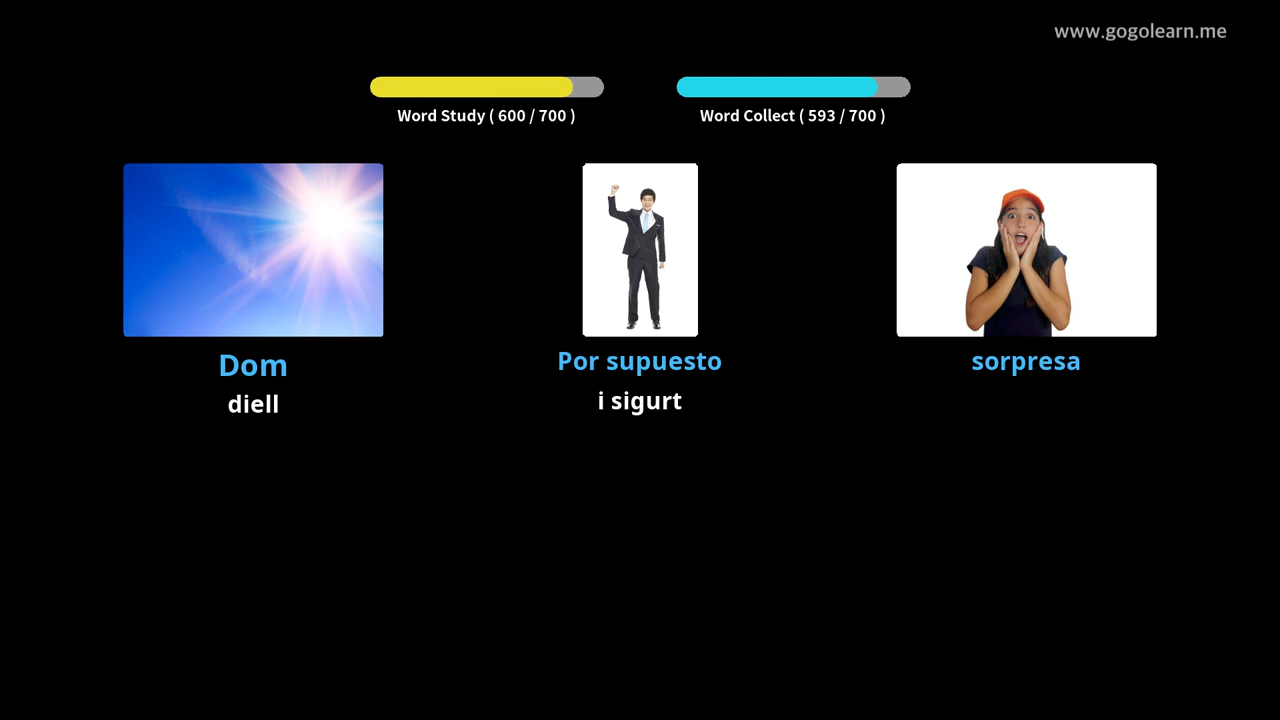 www.gogolearn.me
Word Study ( 600 / 700 )
Word Collect ( 593 / 700 )
Dom
diell
Por supuesto
i sigurt
sorpresa